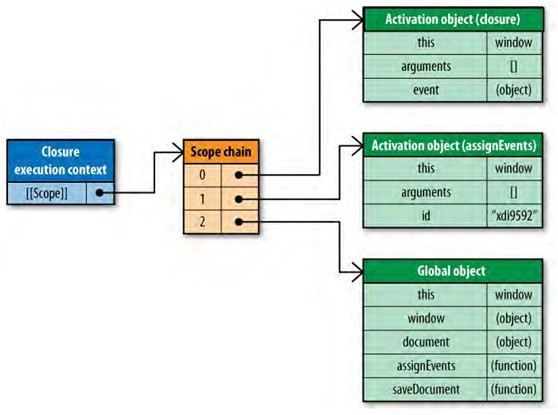 Activation object (closure)
this window
arguments []
event (object)
Closure
execution context
[[Scope]]
Scope chain
0
1
2
Activation object (assignEvents)
this window
arguments []
id "xdi9592"
Global object
this window
window (object)
document (object)
assignEvents (function)
saveDocument (function)